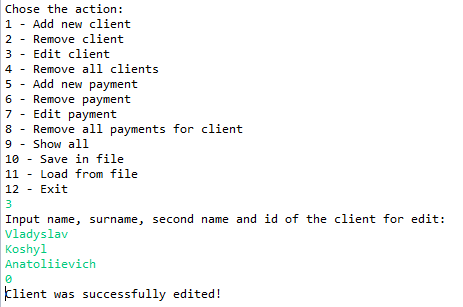 Chose the action:
1 - Add new client
2 - Remove client
3 - Edit client
4 - Remove all clients
5 - Add new payment
6 - Remove payment
7 - Edit payment
8 - Remove all payments for client
9 - Show all
10 - Save in file
11 - Load from file
12 - Exit
3
Input name, surname, second name and id of the client for edit:
Vladyslav
Koshyl
Anatoliievich
0
Client was successfully edited!